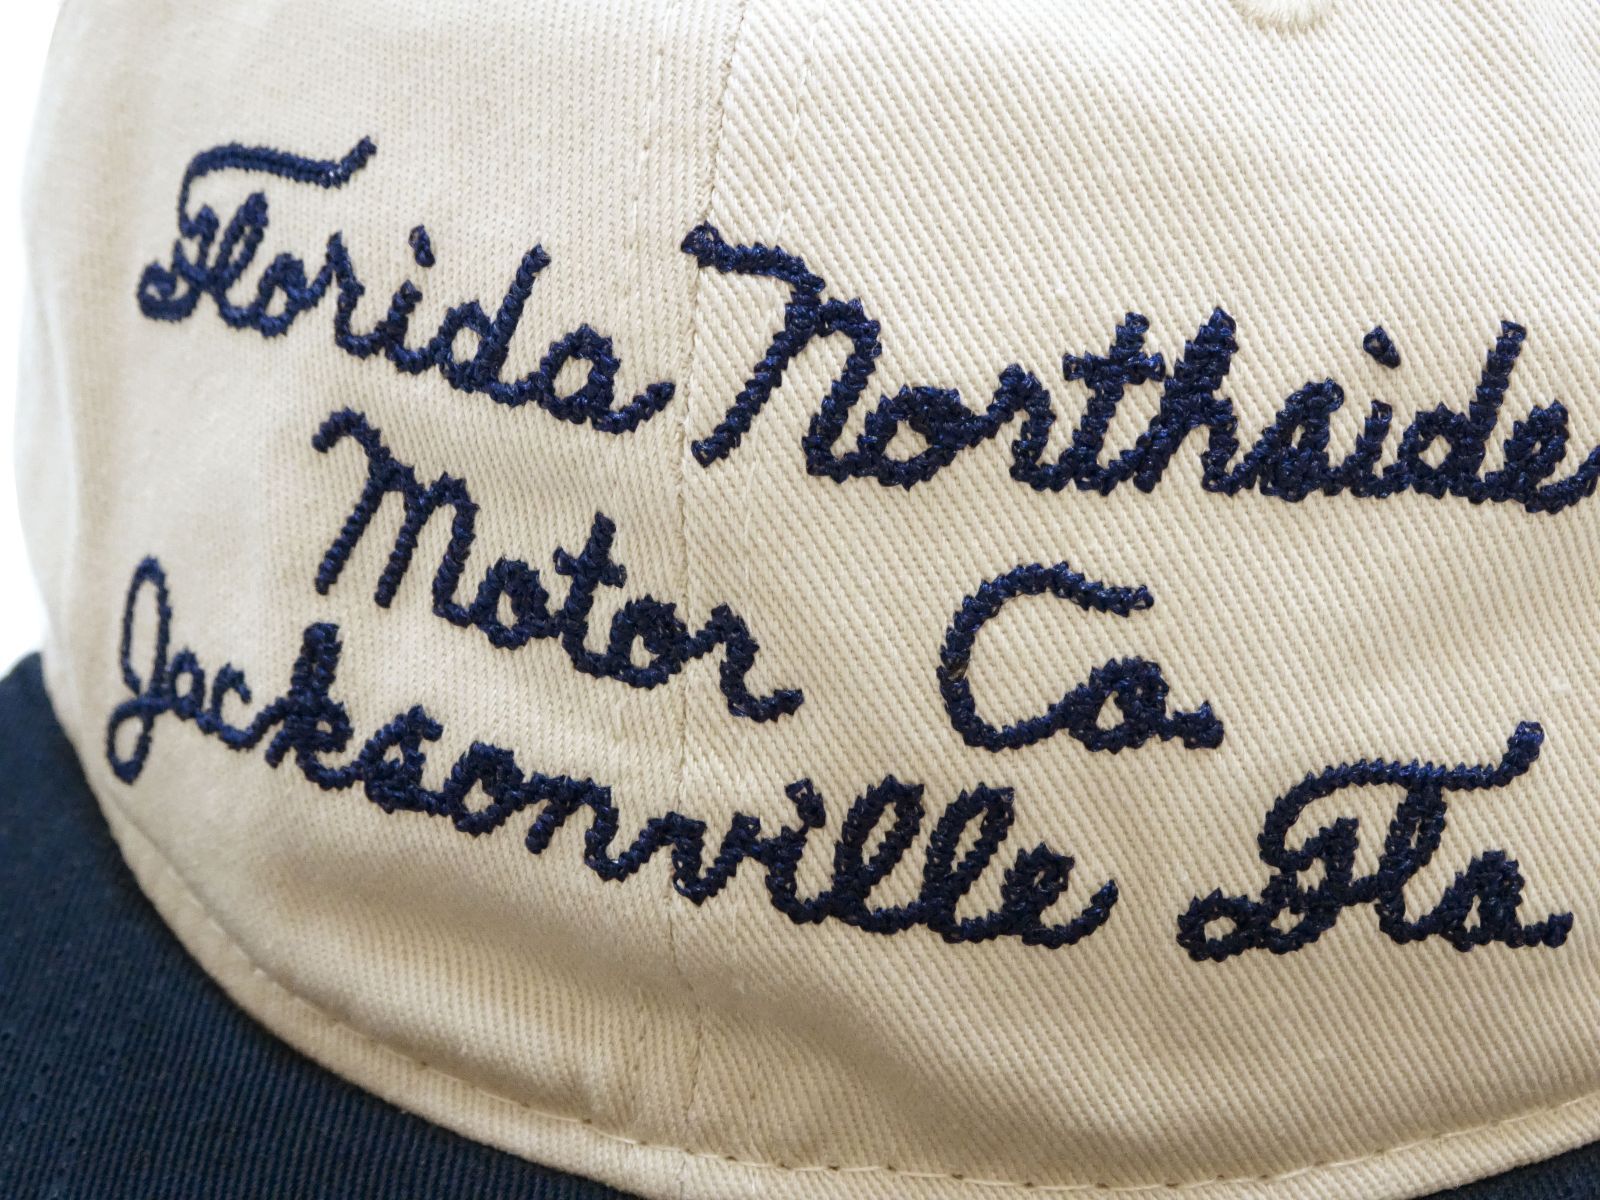 Florida Northside
Motor Co
Jacksonville Fla